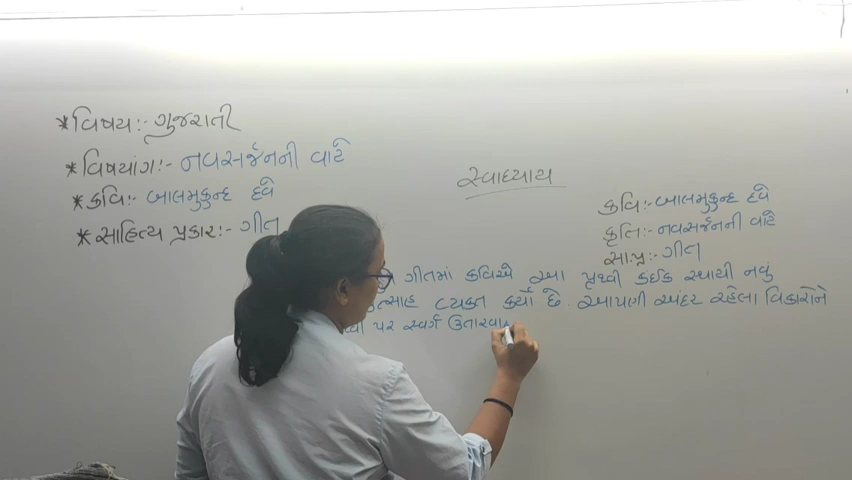 *વિષય:- ગુજરાતી
*વિષયાંગ:- નવસર્જનની વાટે
*કવિ:- બાલમુકુન્દ દવે
*સાહિત્ય પ્રકાર:- ગીત
સ્વાધ્યાય
કવિ:- બાલમુકુન્દ દવે
કૃતિ:- નવસર્જનની વાટે
સા.પ્ર:- ગીત
ગીતમાં કવિએ આ પૃથ્વી કંઈક સ્થાયી નવું
વ્યક્ત કર્યો છે. આપણી અંદર રહેલા વિકારોને
પર સ્વર્ગ ઉતારવા